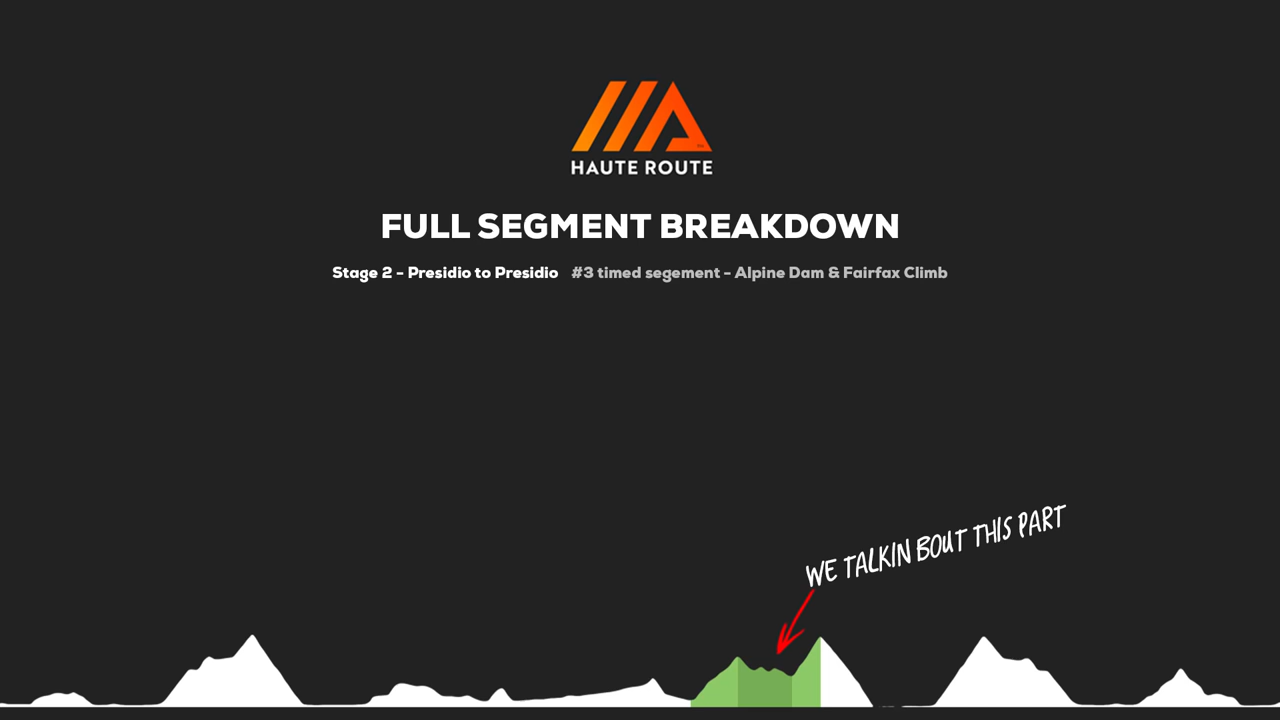 HAUTE ROUTE
FULL SEGMENT BREAKDOWN
Stage 2 - Presidio to Presidio #3 timed segement - Alpine Dam & Fairfax Climb
WE TALKIN BOUT THIS PART